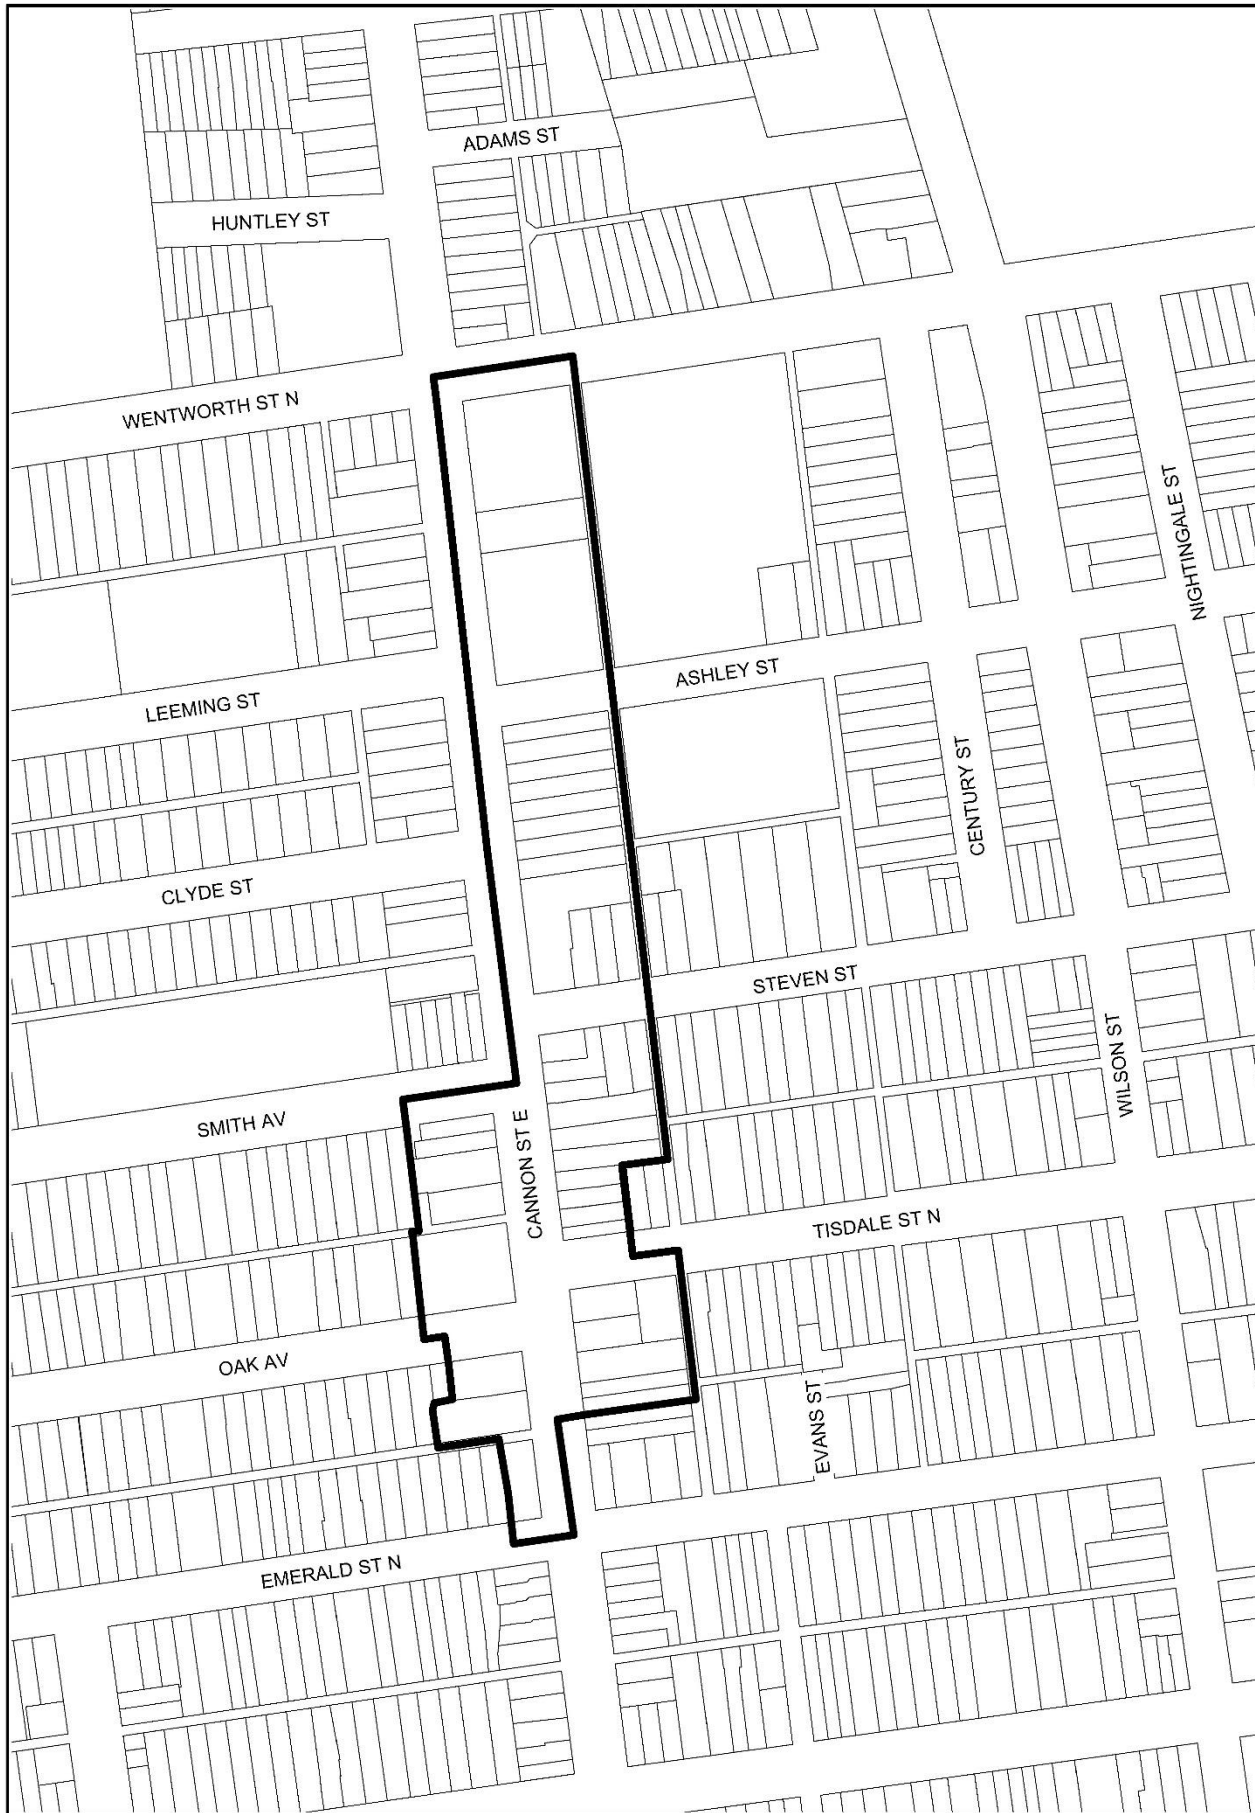 ADAMS ST
HUNTLEY ST
WENTWORTH ST N
NIGHTINGALE ST
ASHLEY ST
LEEMING ST
CENTURY ST
CLYDE ST
STEVEN ST
WILSON ST
SMITH AV
CANNON ST E
TISDALE ST N
OAK AV
EVANS ST
EMERALD ST N